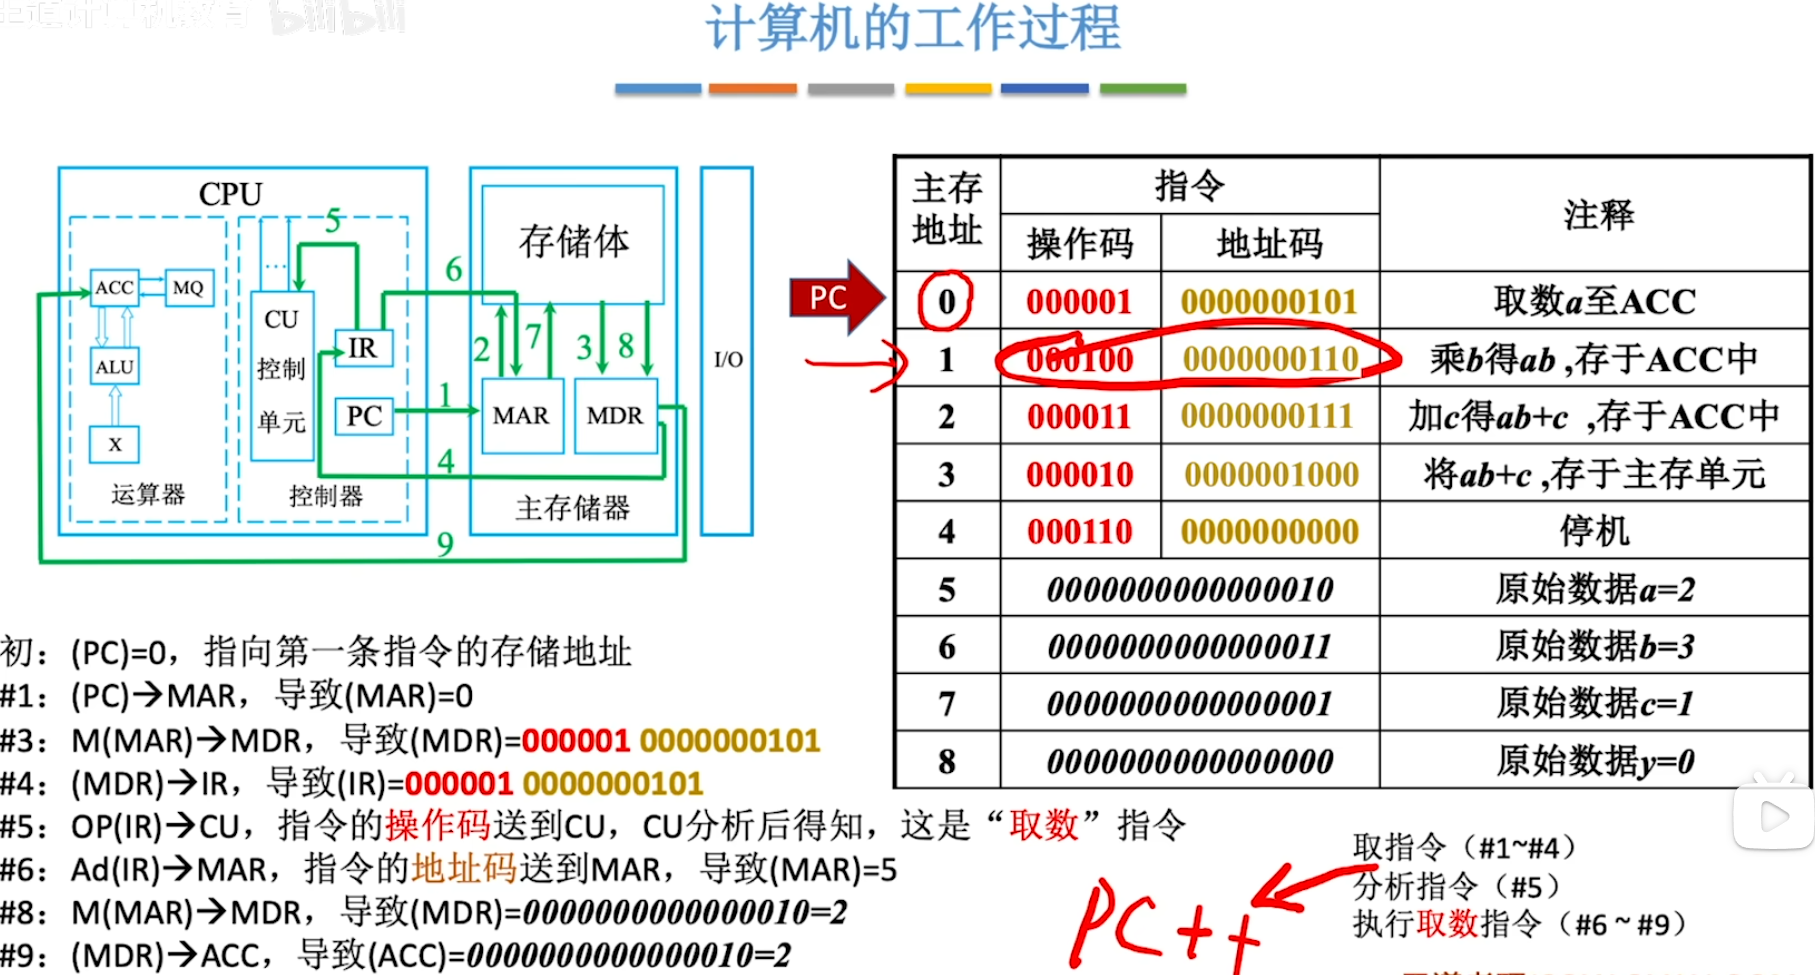 bilibili
计算机的工作过程
CPU
ACC
MQ
ALU
X
运算器
5
...
CU
控制
单元
IR
PC
控制器
6
1
4
9
存储体
2
7
3
8
MAR
MDR
主存储器
I/O
PC
主存地址 指令 注释
操作码 地址码
0 000001 0000000101 取数a至ACC
1 000100 0000000110 乘b得ab,存于ACC中
2 000011 0000000111 加c得ab+c ,存于ACC中
3 000010 0000001000 将ab+c ,存于主存单元
4 000110 0000000000 停机
5 0000000000000010 原始数据a=2
6 0000000000000011 原始数据b=3
7 0000000000000001 原始数据c=1
8 0000000000000000 原始数据y=0
初：(PC)=0，指向第一条指令的存储地址
#1：(PC)→MAR，导致(MAR)=0
#3：M(MAR)→MDR，导致(MDR)=000001 0000000101
#4：(MDR)→IR，导致(IR)=000001 0000000101
#5：OP(IR)→CU，指令的操作码送到CU，CU分析后得知，这是“取数”指令
#6：Ad(IR)→MAR，指令的地址码送到MAR，导致(MAR)=5
#8：M(MAR)→MDR，导致(MDR)=0000000000000010=2
#9：(MDR)→ACC，导致(ACC)=0000000000000010=2
PC++
取指令（#1~#4）
分析指令（#5）
执行取数指令（#6 ~ #9）